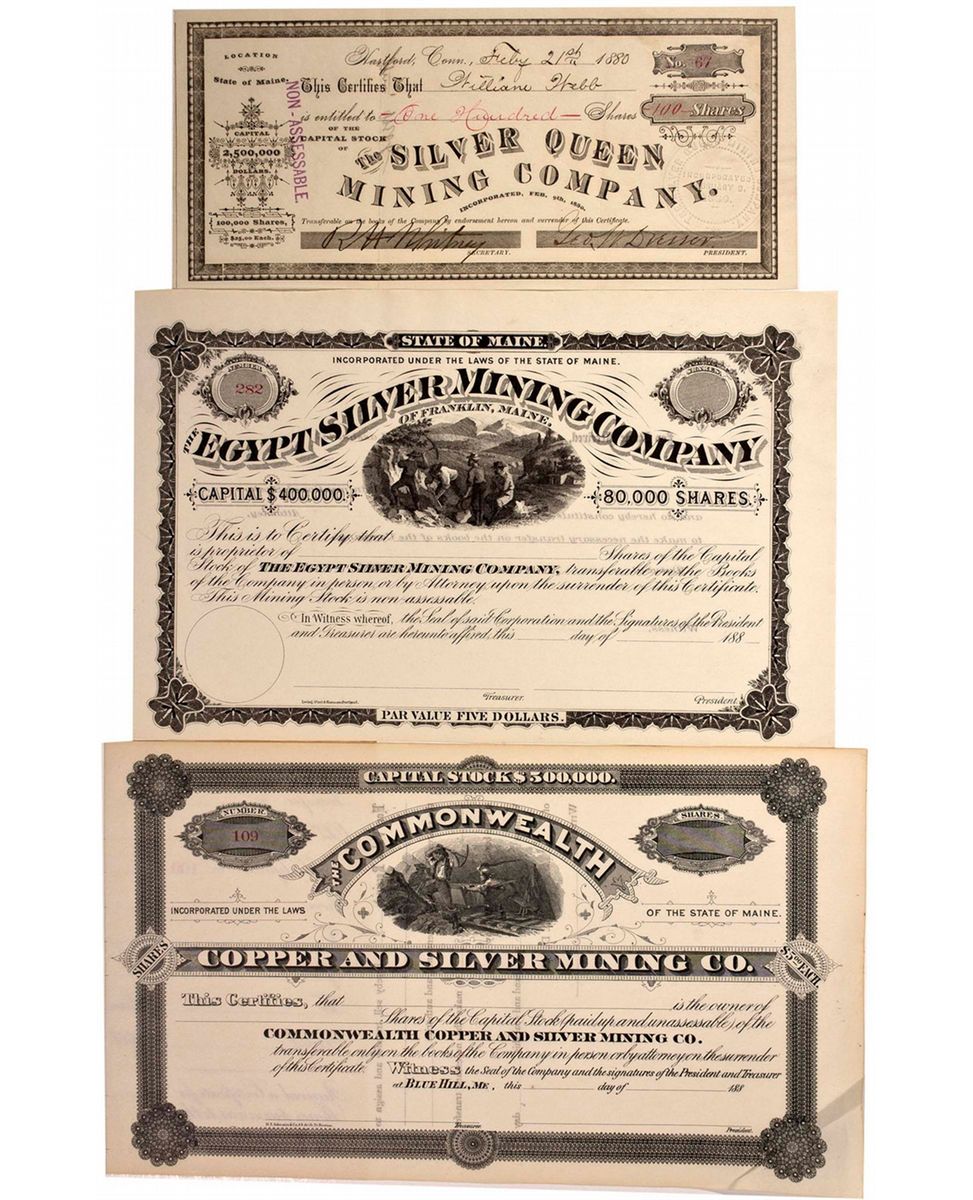 LOCATION
State of Maine.
CAPITAL
2,500,000
DOLLARS.
100,000 Shares,
$25,00 Each.
NON-ASSESSABLE
Hartford, Conn., Feby 21st 1880
No. 67
This Certifies That William Webb
is entitled to One Hundred Shares
100 Shares
OF THE
CAPITAL STOCK
OF
The SILVER QUEEN
MINING COMPANY.
INCORPORATED, FEB. 9th, 1880.
Transferable on the books of the Company by endorsement hereon and surrender of this Certificate.
R H Whitney
SECRETARY.
PRESIDENT.
STATE OF MAINE
INCORPORATED UNDER THE LAWS OF THE STATE OF MAINE.
NUMBER
282
SHARES
THE EGYPT SILVER MINING COMPANY
OF FRANKLIN, MAINE.
CAPITAL $400,000.
80,000 SHARES.
This is to Certify that
is proprietor of Shares of the Capital
Stock of THE EGYPT SILVER MINING COMPANY, transferable on the Books
of the Company in person or by Attorney upon the surrender of this Certificate.
This Mining Stock is non-assessable.
In Witness whereof, the Seal of said Corporation and the Signatures of the President
and Treasurer are hereunto affixed, this day of 188
Treasurer.
President.
PAR VALUE FIVE DOLLARS.
CAPITAL STOCK $ 500,000.
NUMBER
109
SHARES
THE COMMONWEALTH
INCORPORATED UNDER THE LAWS
OF THE STATE OF MAINE.
SHARES
COPPER AND SILVER MINING CO.
$5.00 EACH
This Certifies, that is the owner of
Shares of the Capital Stock (paid up and unassessable) of the
COMMONWEALTH COPPER AND SILVER MINING CO.
transferable only on the books of the Company in person or by attorney on the surrender
of this Certificate. Witness the Seal of the Company and the signatures of the President and Treasurer
at BLUE HILL, ME, this day of 188
Treasurer.
President.